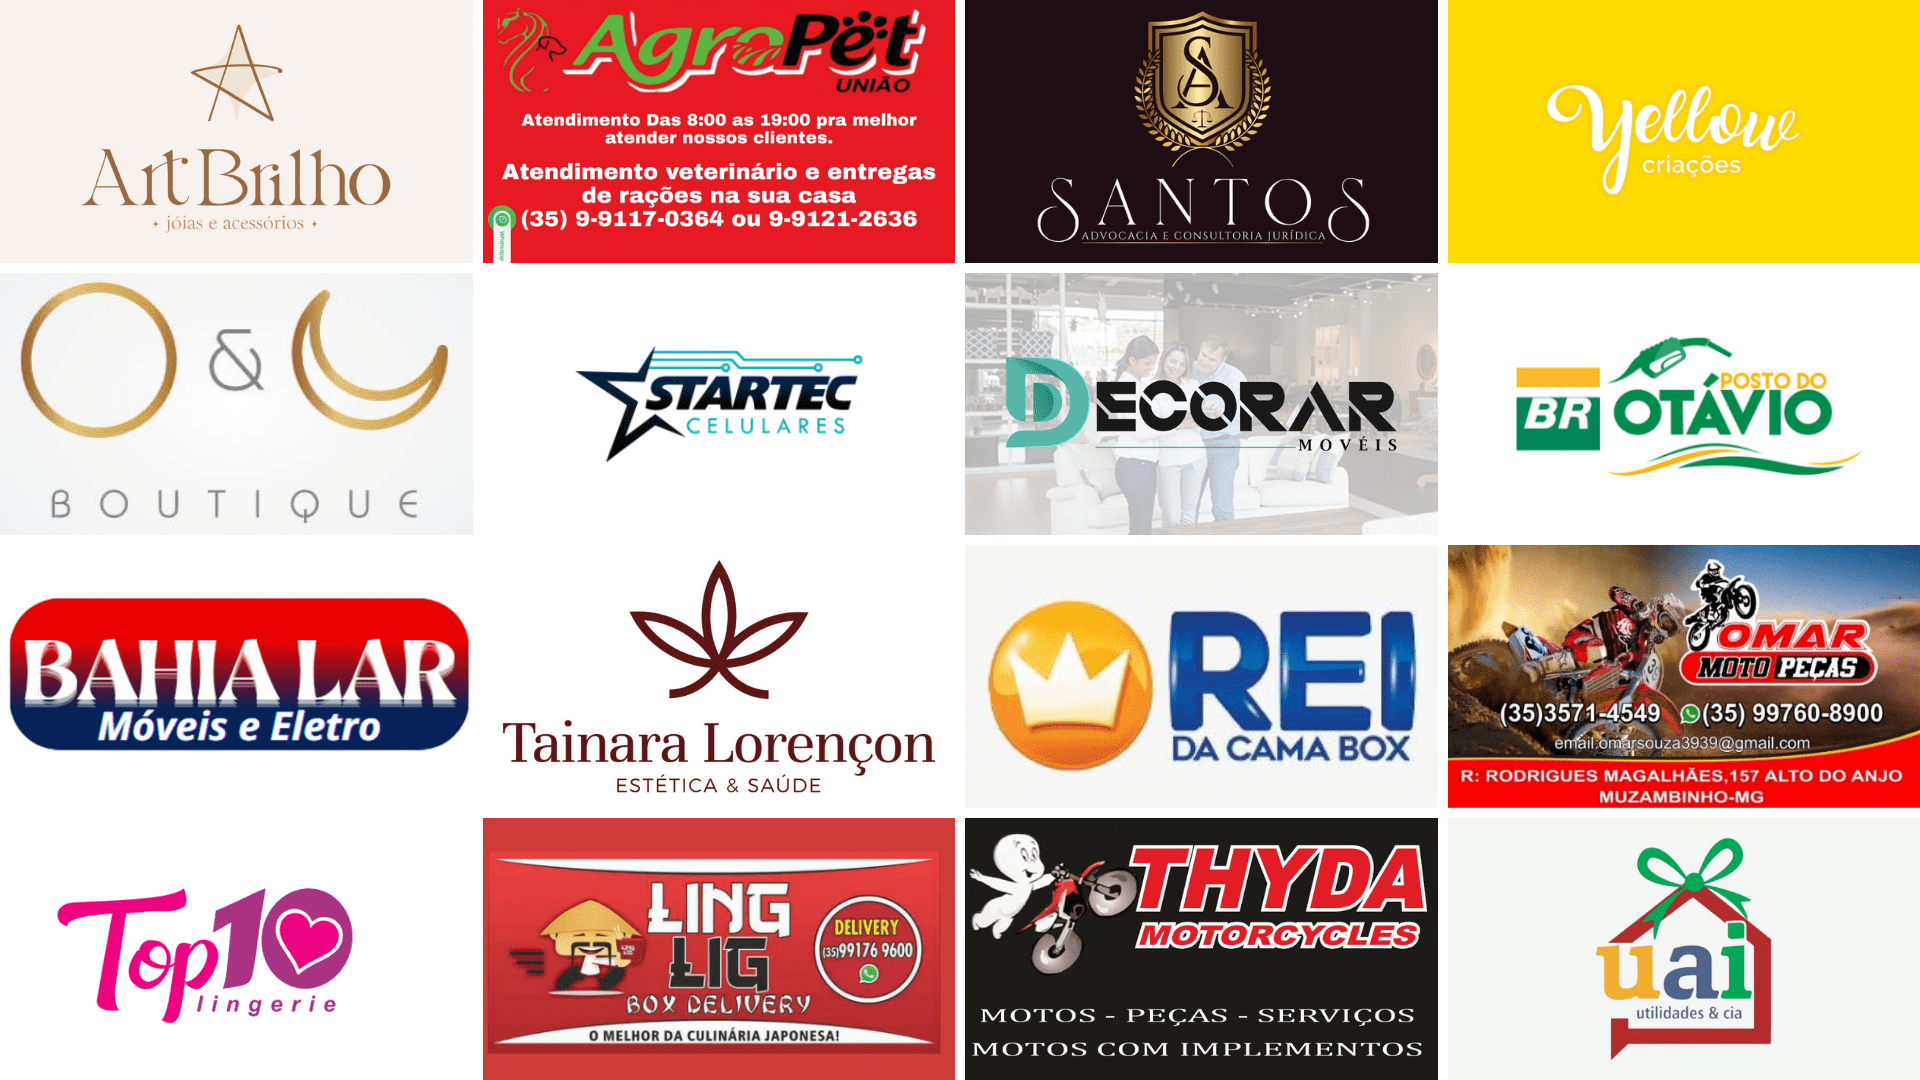 ArtBrilho
jóias e acessórios
AgroPet
UNIÃO
Atendimento Das 8:00 as 19:00 pra melhor
atender nossos clientes.
Atendimento veterinário e entregas
de rações na sua casa
(35) 9-9117-0364 ou 9-9121-2636
Whatsapp
SA
SANTOS
ADVOCACIA E CONSULTORIA JURÍDICA
Yellow
criações
O & C
BOUTIQUE
STARTEC
CELULARES
DECORAR
MOVÉIS
BR
POSTO DO
OTÁVIO
BAHIA LAR
Móveis e Eletro
Tainara Lorençon
ESTÉTICA & SAÚDE
REI
DA CAMA BOX
OMAR
MOTO PEÇAS
(35)3571-4549 (35) 99760-8900
email:omarsouza3939@gmail.com
R: RODRIGUES MAGALHÃES,157 ALTO DO ANJO
MUZAMBINHO-MG
Top10
lingerie
LING
LIG
BOX DELIVERY
DELIVERY
(35)99176 9600
O MELHOR DA CULINÁRIA JAPONESA!
THYDA
MOTORCYCLES
MOTOS - PEÇAS - SERVIÇOS
MOTOS COM IMPLEMENTOS
uai
utilidades & cia